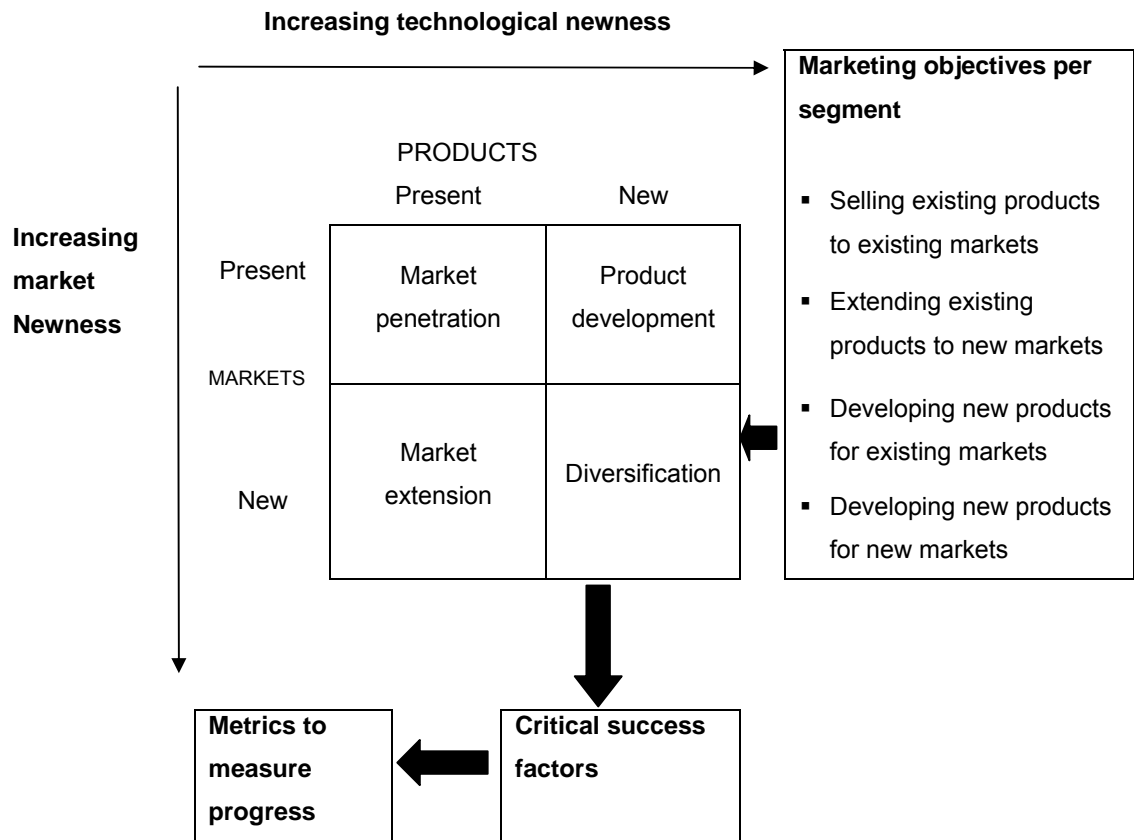 Increasing technological newness
Marketing objectives per
segment
PRODUCTS
Present New
Increasing
market
Newness
Present
MARKETS
New
Market
penetration
Product
development
Market
extension
Diversification
▪ Selling existing products
to existing markets
▪ Extending existing
products to new markets
▪ Developing new products
for existing markets
▪ Developing new products
for new markets
Metrics to
measure
progress
Critical success
factors